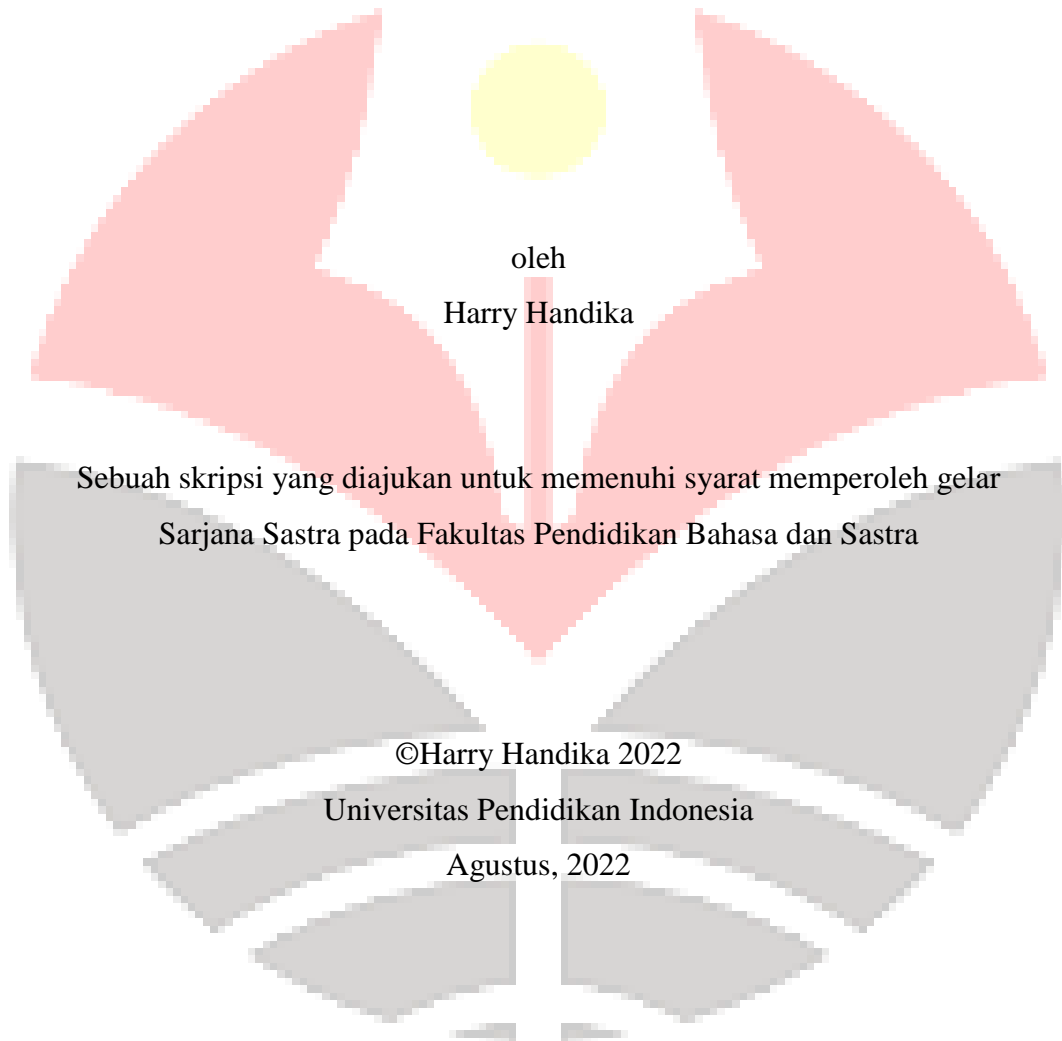 oleh
Harry Handika
Sebuah skripsi yang diajukan untuk memenuhi syarat memperoleh gelar
Sarjana Sastra pada Fakultas Pendidikan Bahasa dan Sastra
©Harry Handika 2022
Universitas Pendidikan Indonesia
Agustus, 2022